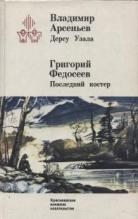 Владимир
Арсеньев
Дерсу Узала
Григорий
Федосеев
Последний костер
Красноярское
книжное
издательство